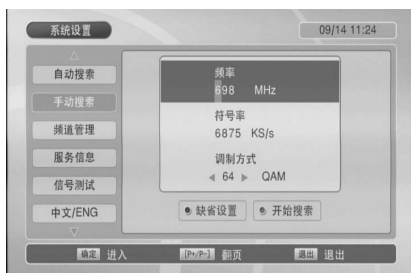 系统设置
09/14 11:24
自动搜索
手动搜索
频道管理
服务信息
信号测试
中文/ENG
频率
698 MHz
符号率
6875 KS/s
调制方式
64 QAM
缺省设置
开始搜索
确定 进入
[P+/P-] 翻页
退出 退出